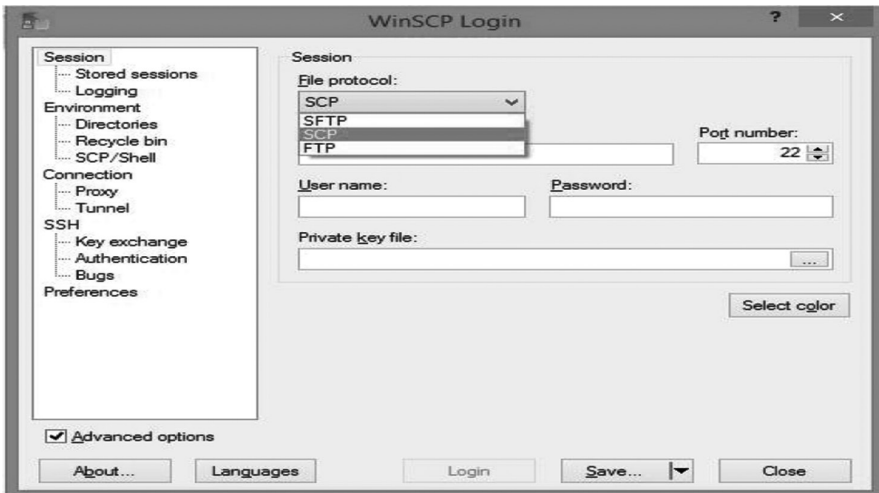 WinSCP Login
?
Session
Stored sessions
Logging
Environment
Directories
Recycle bin
SCP/Shell
Connection
Proxy
Tunnel
SSH
Key exchange
Authentication
Bugs
Preferences
Advanced options
Session
File protocol:
SCP
SFTP
SCP
FTP
Port number:
22
User name:
Password:
Private key file:
...
Select color
About...
Languages
Login
Save...
Close